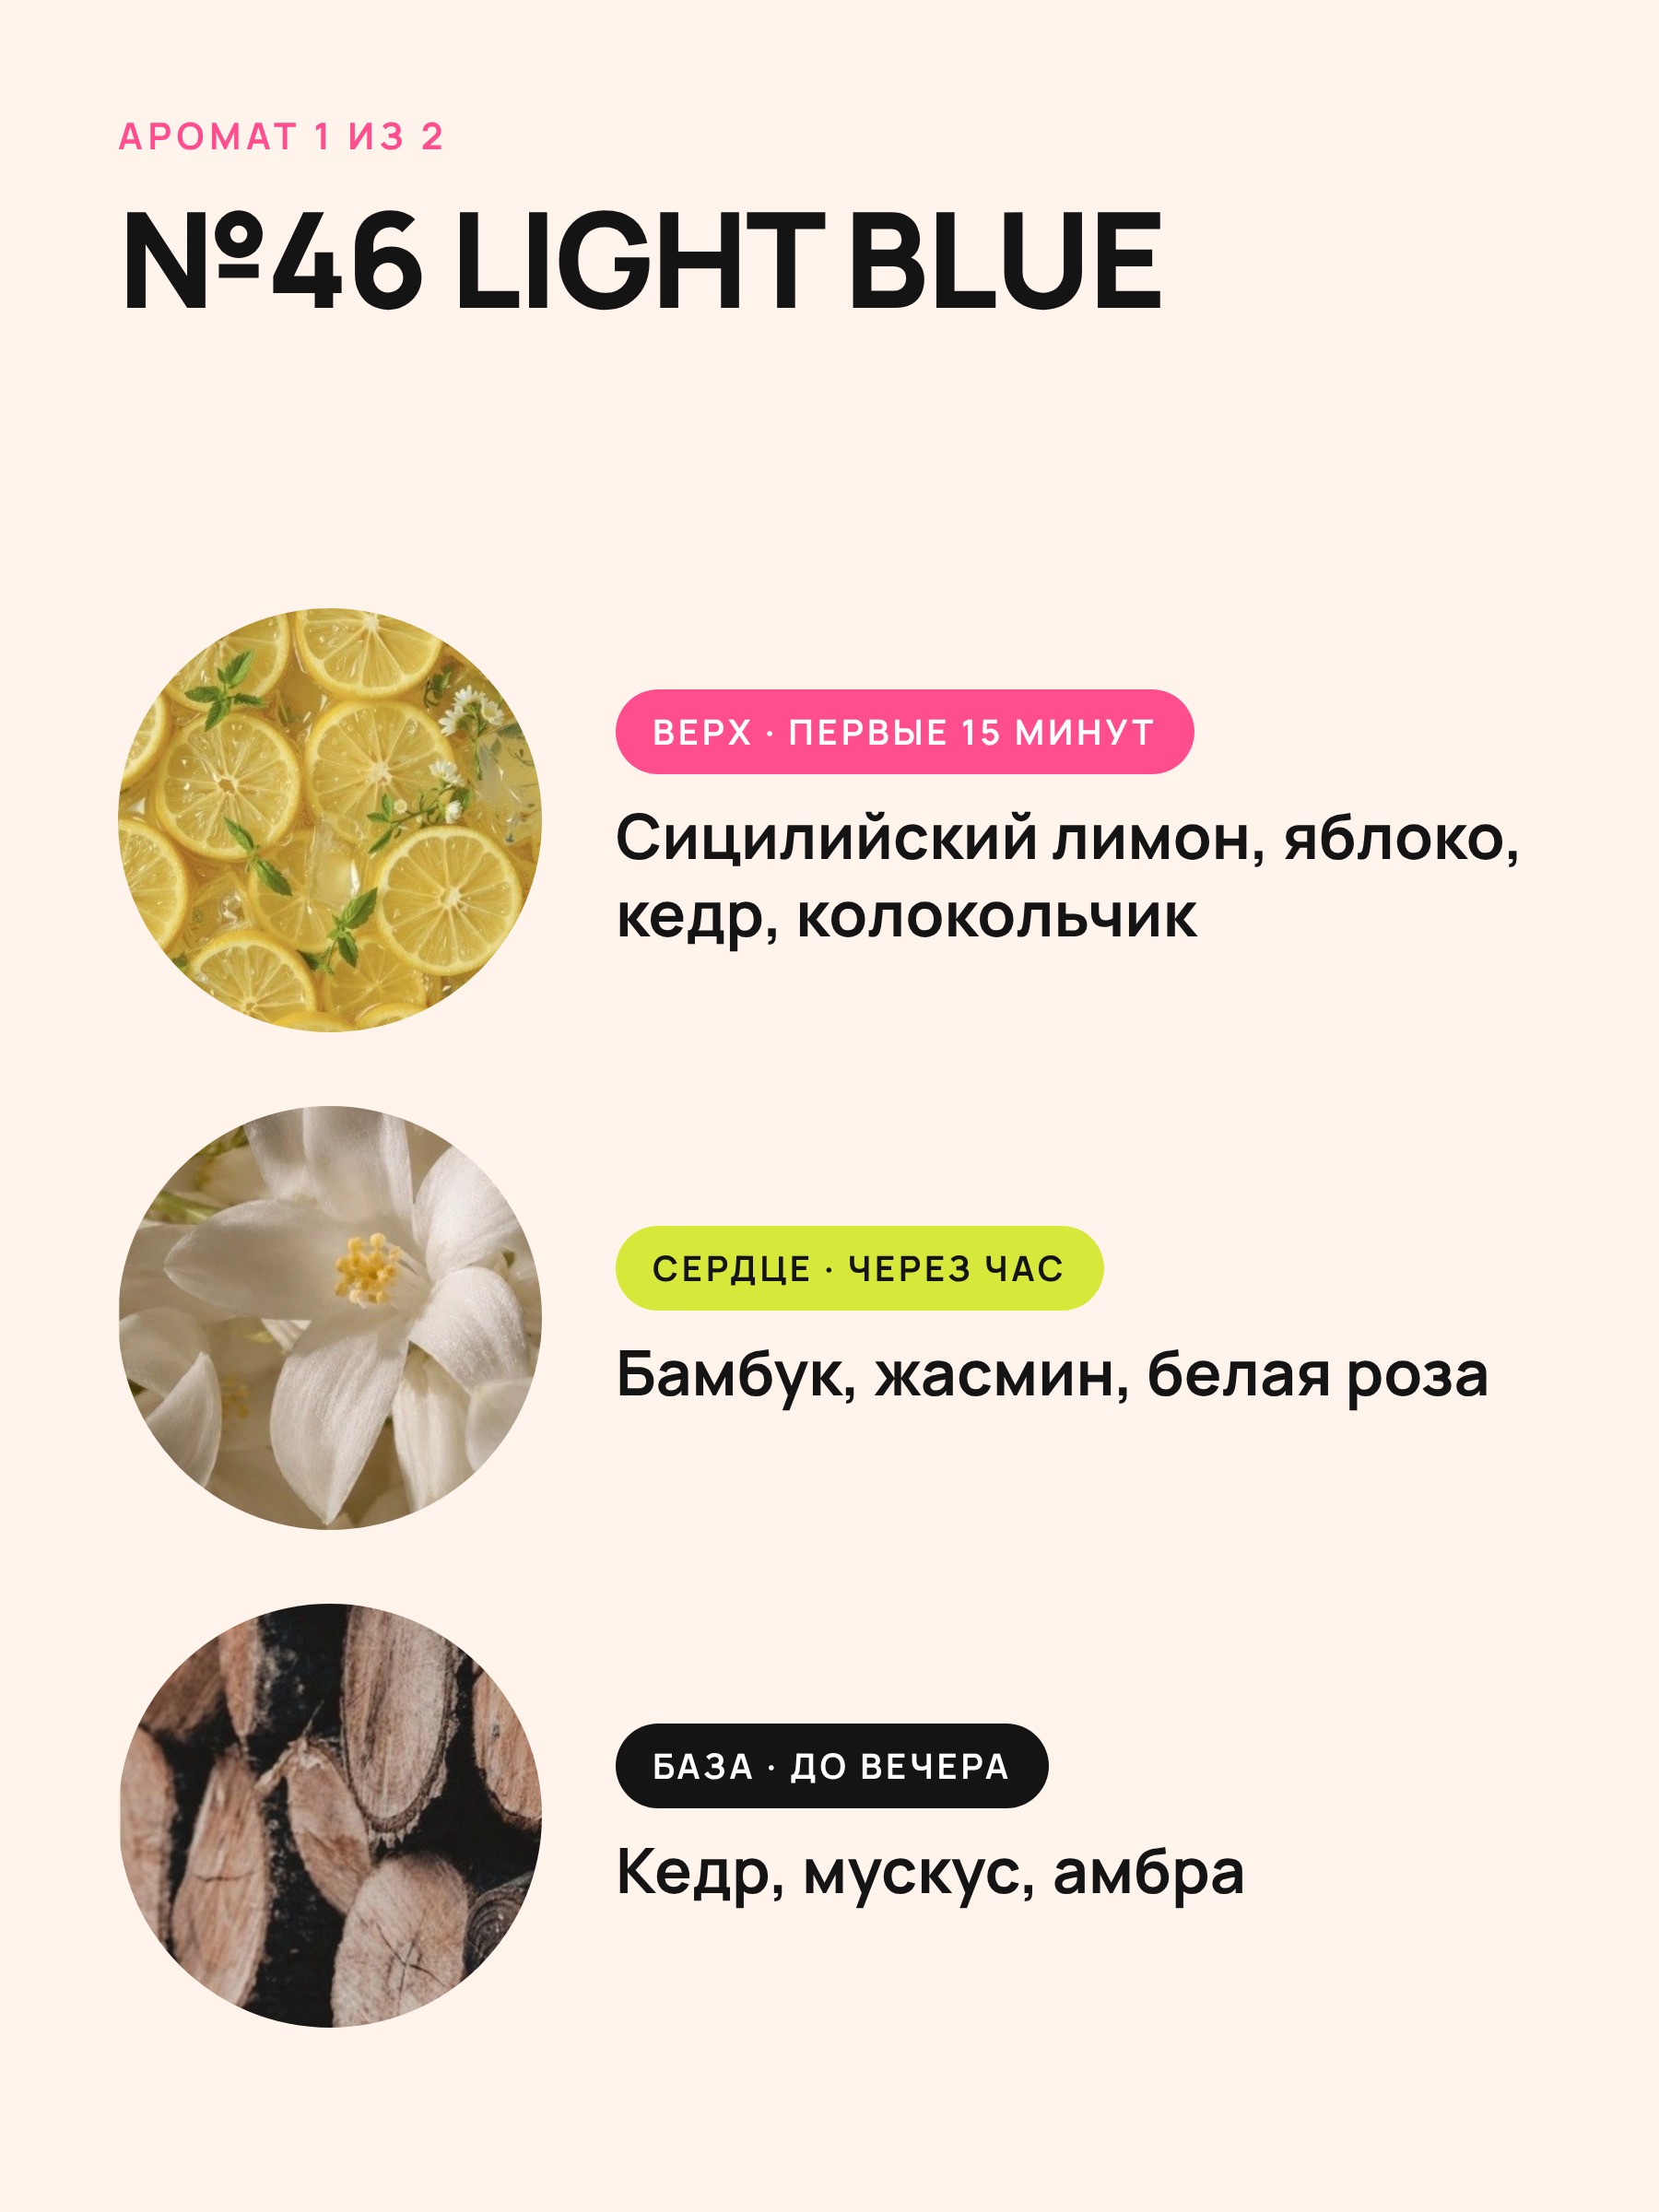 АРОМАТ 1 ИЗ 2
№46 LIGHT BLUE
ВЕРХ · ПЕРВЫЕ 15 МИНУТ
Сицилийский лимон, яблоко,
кедр, колокольчик
СЕРДЦЕ · ЧЕРЕЗ ЧАС
Бамбук, жасмин, белая роза
БАЗА · ДО ВЕЧЕРА
Кедр, мускус, амбра